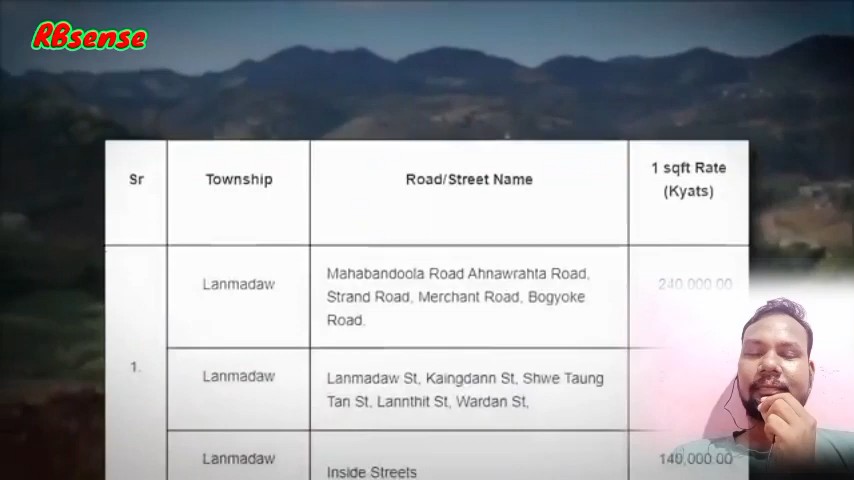 RBsense
Sr
Township
Road/Street Name
1 sqft Rate
(Kyats)
Lanmadaw
Mahabandoola Road Ahnawrahta Road,
Strand Road, Merchant Road, Bogyoke
Road.
240,000.00
1.
Lanmadaw
Lanmadaw St, Kaingdann St, Shwe Taung
Tan St, Lannthit St, Wardan St,
Lanmadaw
Inside Streets
140,000.00